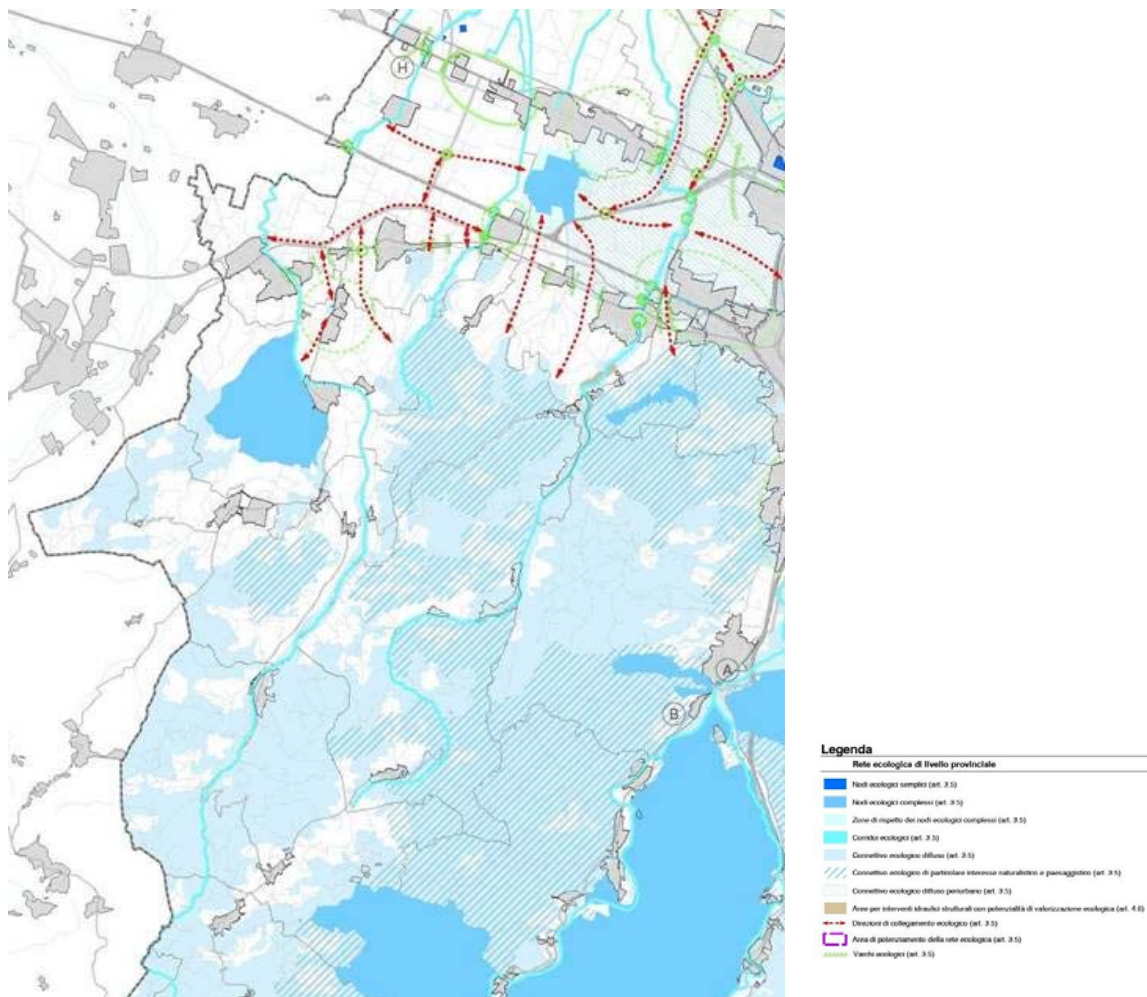 H
A
B
Legenda
Rete ecologica di livello provinciale
Nodi ecologici semplici (art. 3.5)
Nodi ecologici complessi (art. 3.5)
Zone di rispetto dei nodi ecologici complessi (art. 3.5)
Corridoi ecologici (art. 3.5)
Connettivo ecologico diffuso (art. 3.5)
Connettivo ecologico di particolare interesse naturalistico e paesaggistico (art. 3.5)
Connettivo ecologico diffuso periurbano (art. 3.5)
Aree per interventi idraulici strutturali con potenzialità di valorizzazione ecologica (art. 4.6)
Direzioni di collegamento ecologico (art. 3.5)
Area di potenziamento della rete ecologica (art. 3.5)
Varchi ecologici (art. 3.5)